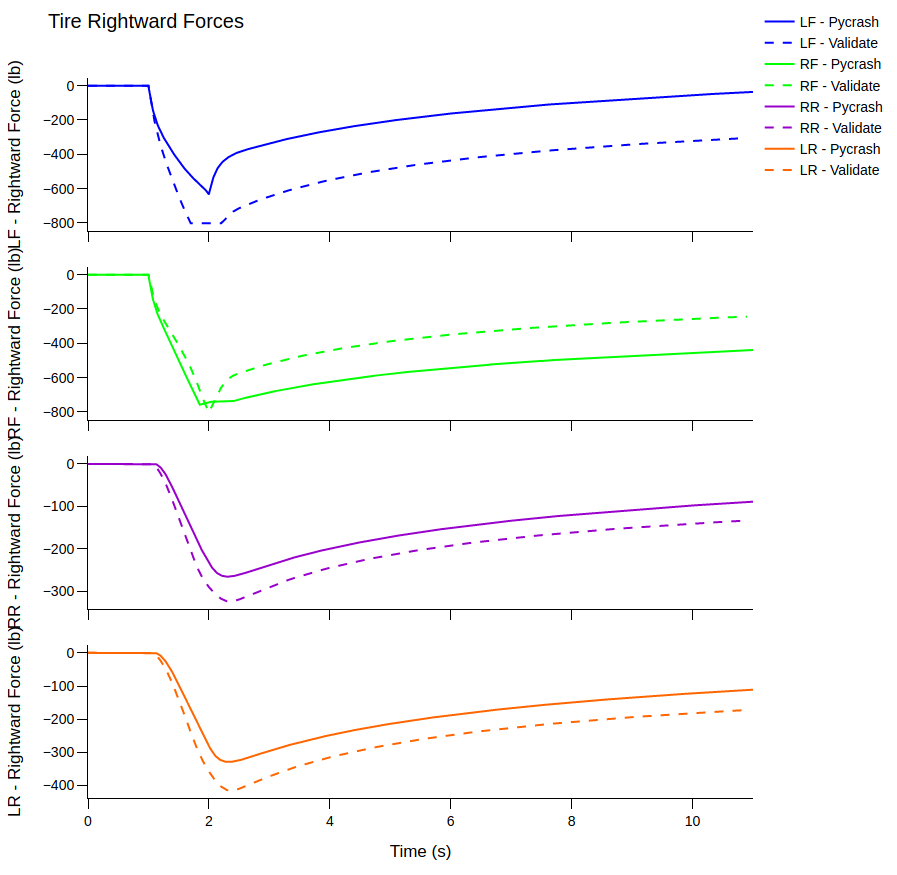 Tire Rightward Forces
LF - Pycrash
LF - Validate
RF - Pycrash
RF - Validate
RR - Pycrash
RR - Validate
LR - Pycrash
LR - Validate
LF - Rightward Force (lb)
0
−200
−400
−600
−800
RF - Rightward Force (lb)
0
−200
−400
−600
−800
RR - Rightward Force (lb)
0
−100
−200
−300
LR - Rightward Force (lb)
0
−100
−200
−300
−400
0 2 4 6 8 10
Time (s)